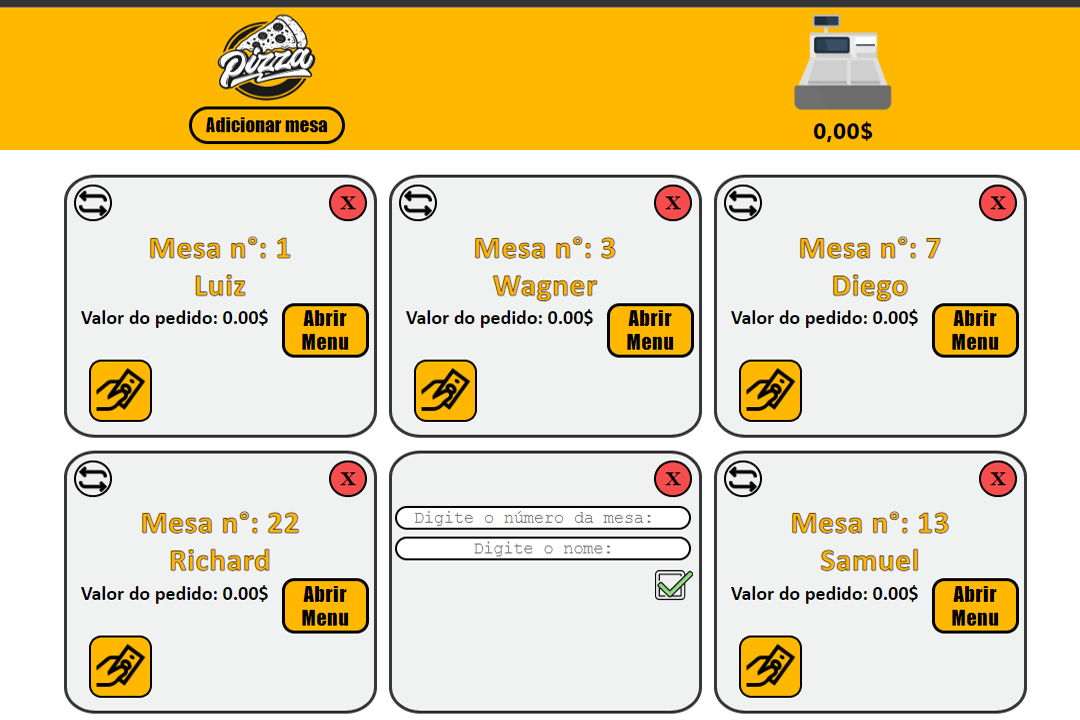 Pizza
Adicionar mesa
0,00$
X
Mesa n°: 1
Luiz
Valor do pedido: 0.00$
Abrir
Menu
X
Mesa n°: 3
Wagner
Valor do pedido: 0.00$
Abrir
Menu
X
Mesa n°: 7
Diego
Valor do pedido: 0.00$
Abrir
Menu
X
Mesa n°: 22
Richard
Valor do pedido: 0.00$
Abrir
Menu
X
Digite o número da mesa:
Digite o nome:
X
Mesa n°: 13
Samuel
Valor do pedido: 0.00$
Abrir
Menu